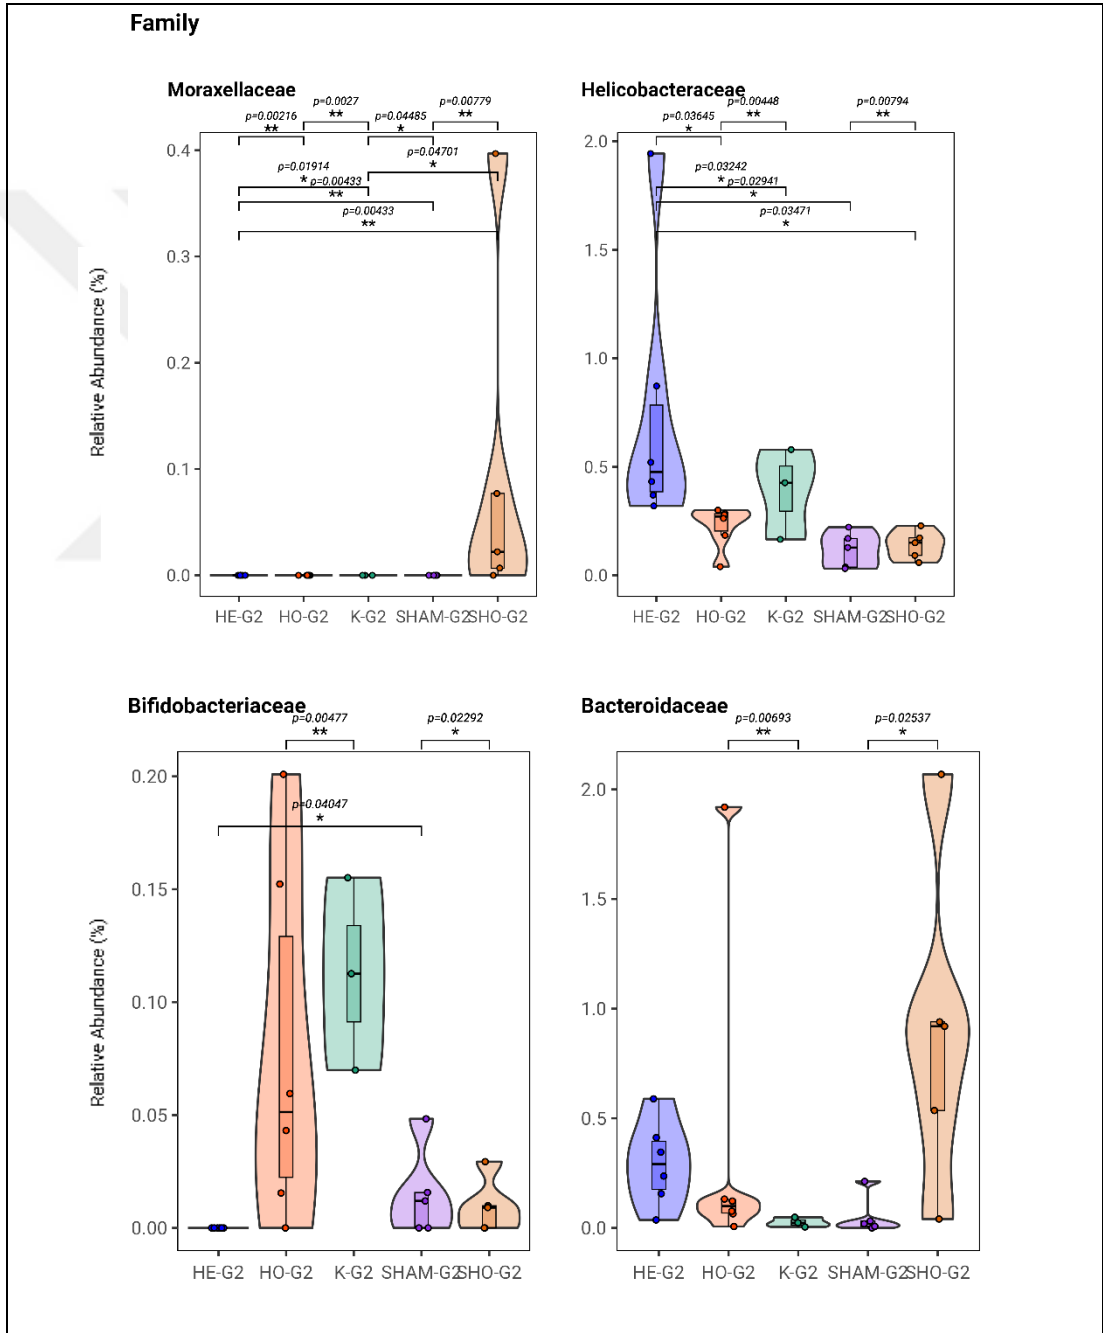 Family
Moraxellaceae
p=0.00216
**
p=0.0027
**
p=0.04485
*
p=0.00779
**
p=0.04701
*
p=0.01914
*
p=0.00433
**
p=0.00433
**
Relative Abundance (%)
0.4
0.3
0.2
0.1
0.0
HE-G2 HO-G2 K-G2 SHAM-G2 SHO-G2
Helicobacteraceae
p=0.03645
*
p=0.00448
**
p=0.00794
**
p=0.03242
*
p=0.02941
*
p=0.03471
*
2.0
1.5
1.0
0.5
0.0
HE-G2 HO-G2 K-G2 SHAM-G2 SHO-G2
Bifidobacteriaceae
p=0.00477
**
p=0.02292
*
p=0.04047
*
Relative Abundance (%)
0.20
0.15
0.10
0.05
0.00
HE-G2 HO-G2 K-G2 SHAM-G2 SHO-G2
Bacteroidaceae
p=0.00693
**
p=0.02537
*
2.0
1.5
1.0
0.5
0.0
HE-G2 HO-G2 K-G2 SHAM-G2 SHO-G2